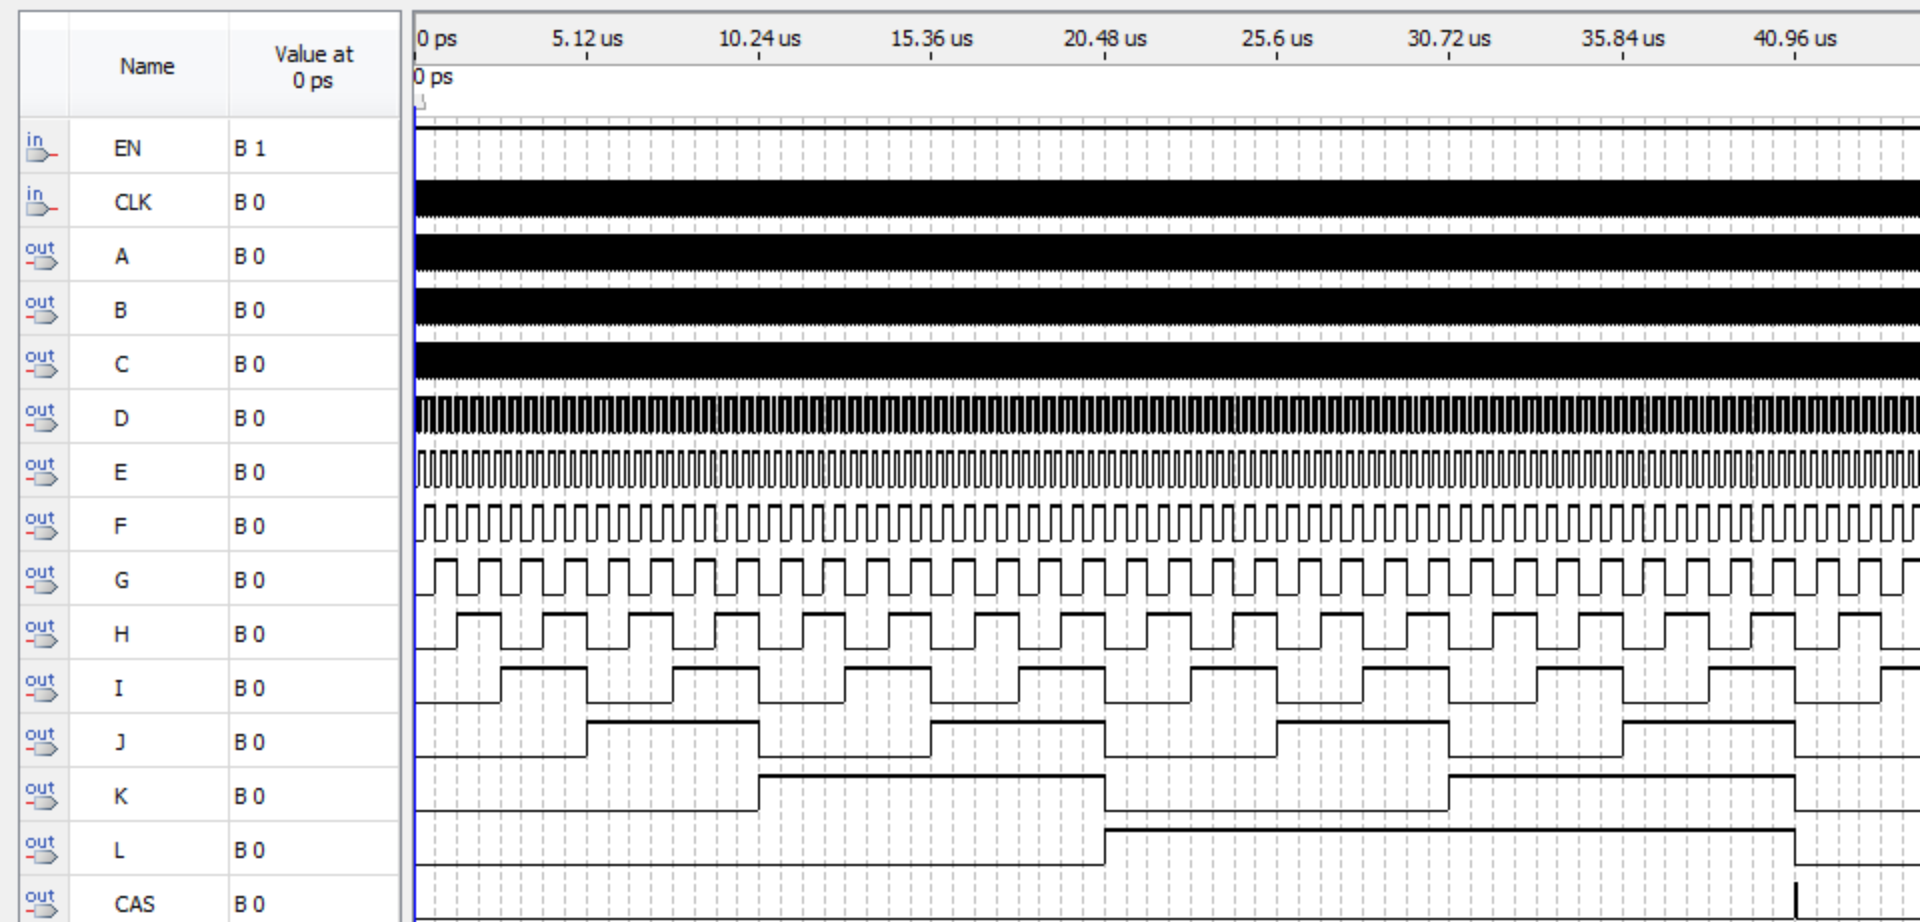 Name
Value at
0 ps
0 ps
5.12 us
10.24 us
15.36 us
20.48 us
25.6 us
30.72 us
35.84 us
40.96 us
0 ps
in
EN
B 1
in
CLK
B 0
out
A
B 0
out
B
B 0
out
C
B 0
out
D
B 0
out
E
B 0
out
F
B 0
out
G
B 0
out
H
B 0
out
I
B 0
out
J
B 0
out
K
B 0
out
L
B 0
out
CAS
B 0